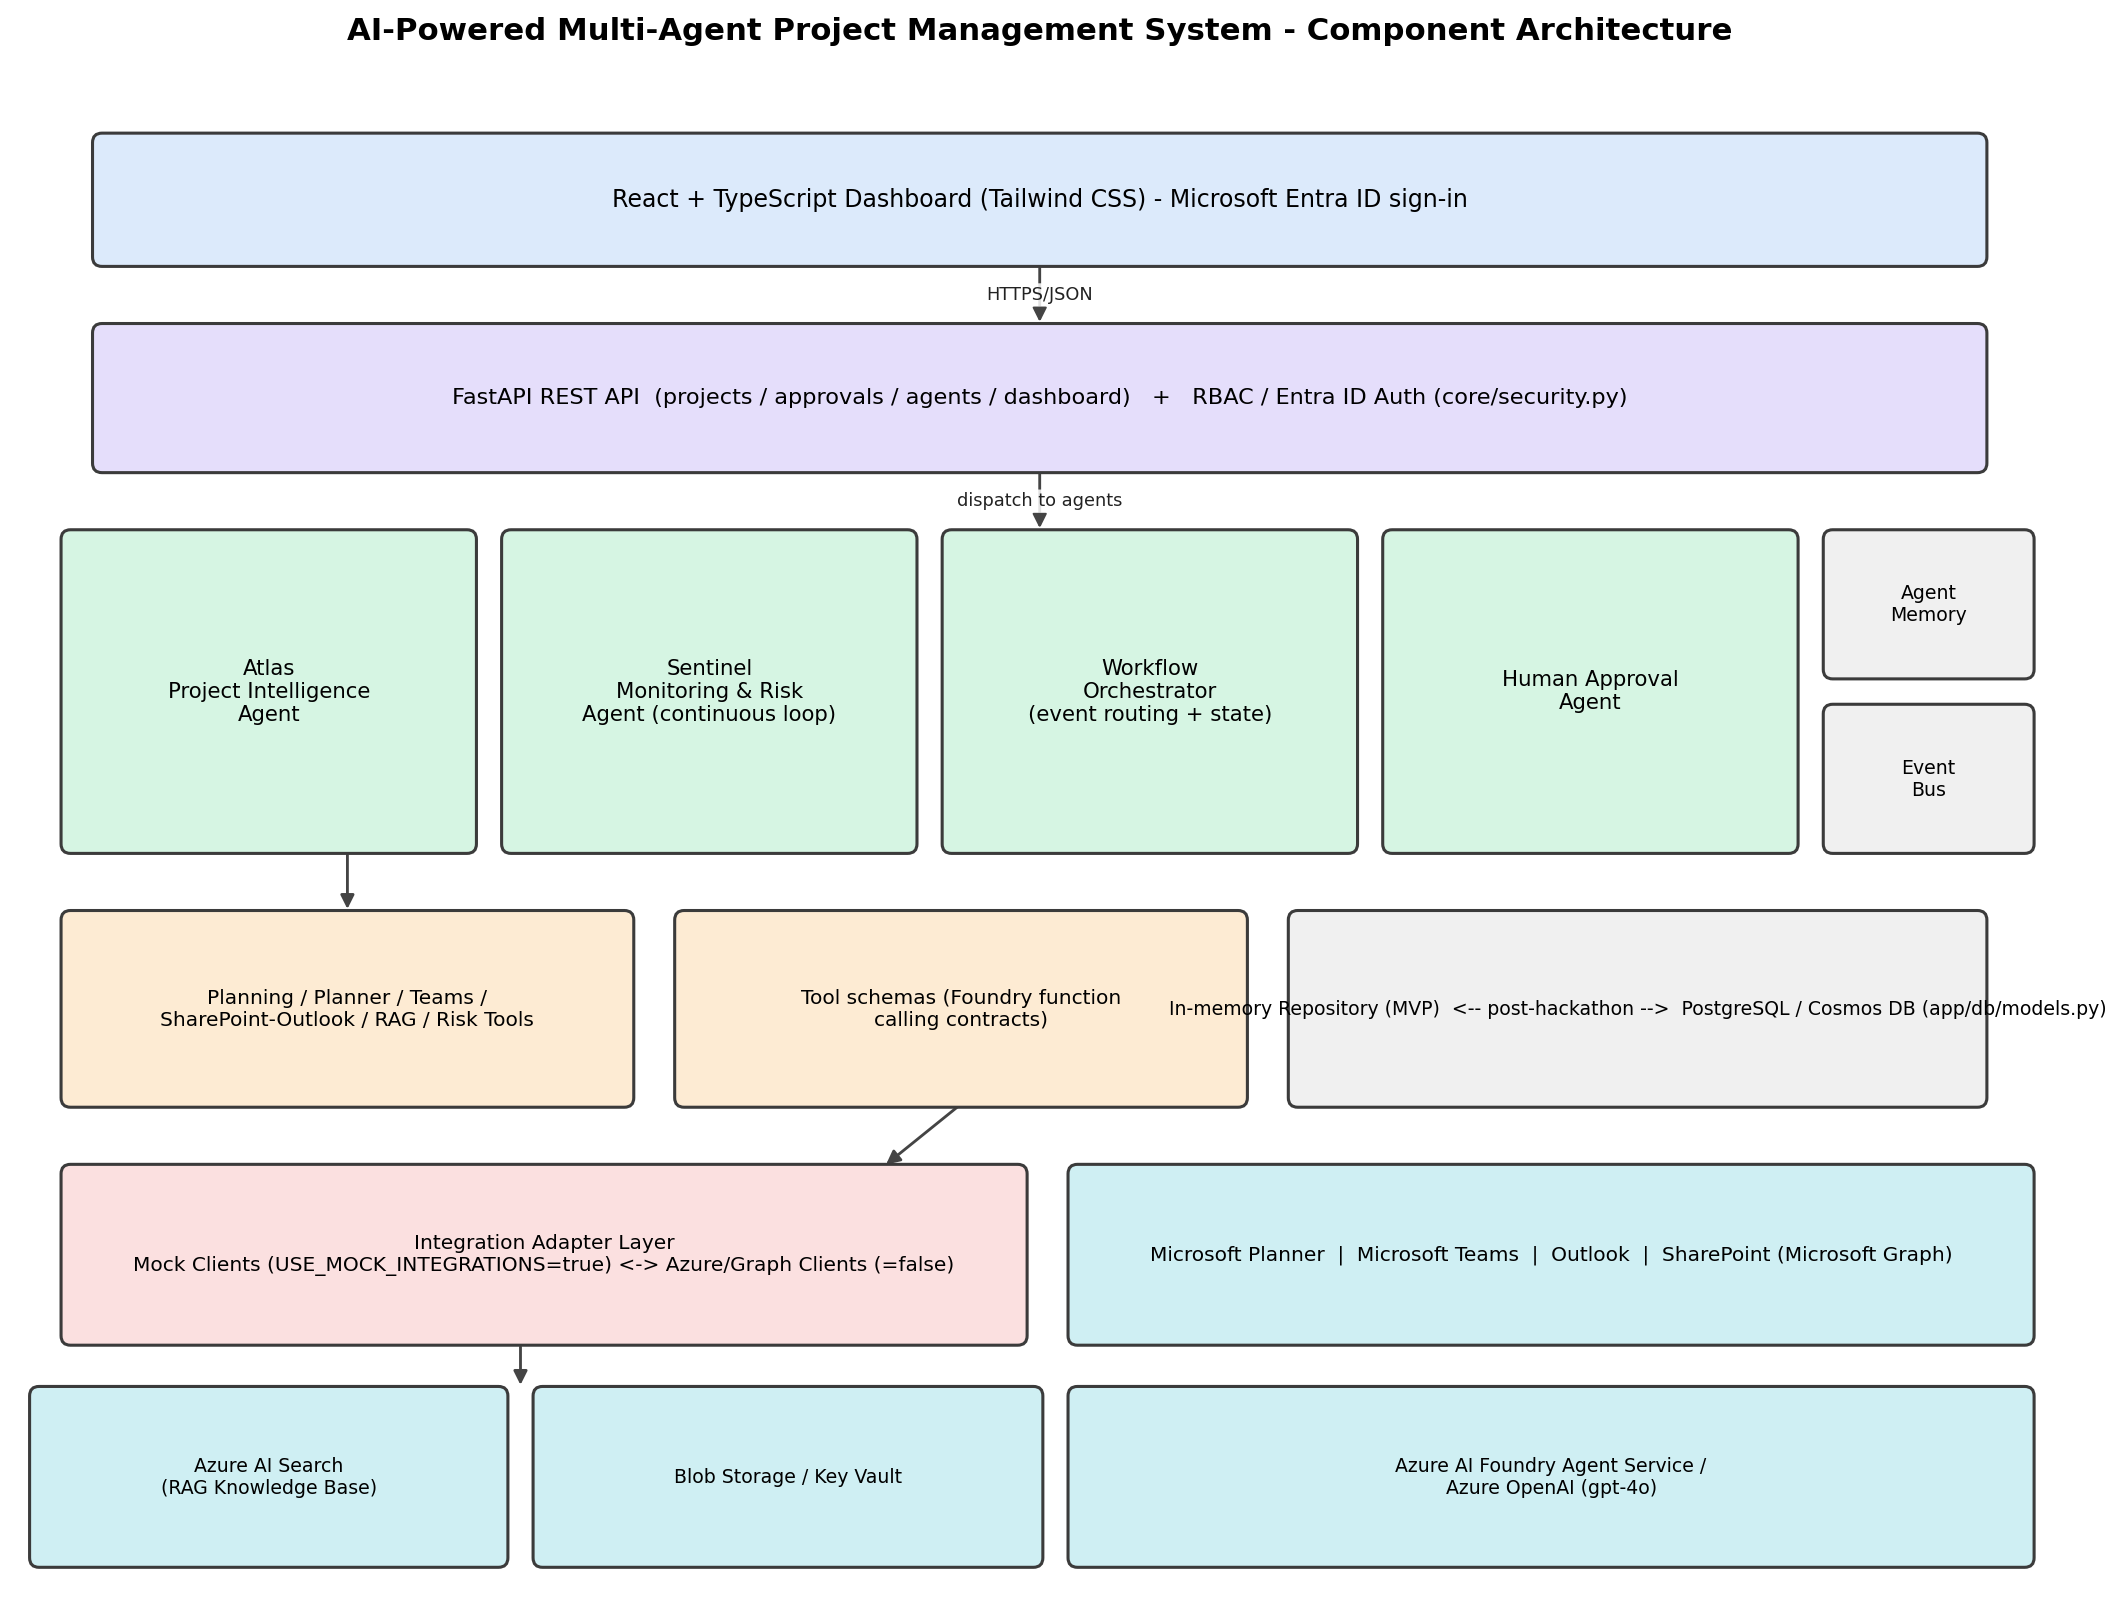 AI-Powered Multi-Agent Project Management System - Component Architecture
React + TypeScript Dashboard (Tailwind CSS) - Microsoft Entra ID sign-in
HTTPS/JSON
FastAPI REST API  (projects / approvals / agents / dashboard)   +   RBAC / Entra ID Auth (core/security.py)
dispatch to agents
Atlas
Project Intelligence
Agent
Sentinel
Monitoring & Risk
Agent (continuous loop)
Workflow
Orchestrator
(event routing + state)
Human Approval
Agent
Agent
Memory
Event
Bus
Planning / Planner / Teams /
SharePoint-Outlook / RAG / Risk Tools
Tool schemas (Foundry function
calling contracts)
In-memory Repository (MVP)  <-- post-hackathon -->  PostgreSQL / Cosmos DB (app/db/models.py)
Integration Adapter Layer
Mock Clients (USE_MOCK_INTEGRATIONS=true) <-> Azure/Graph Clients (=false)
Microsoft Planner  |  Microsoft Teams  |  Outlook  |  SharePoint (Microsoft Graph)
Azure AI Search
(RAG Knowledge Base)
Blob Storage / Key Vault
Azure AI Foundry Agent Service /
Azure OpenAI (gpt-4o)